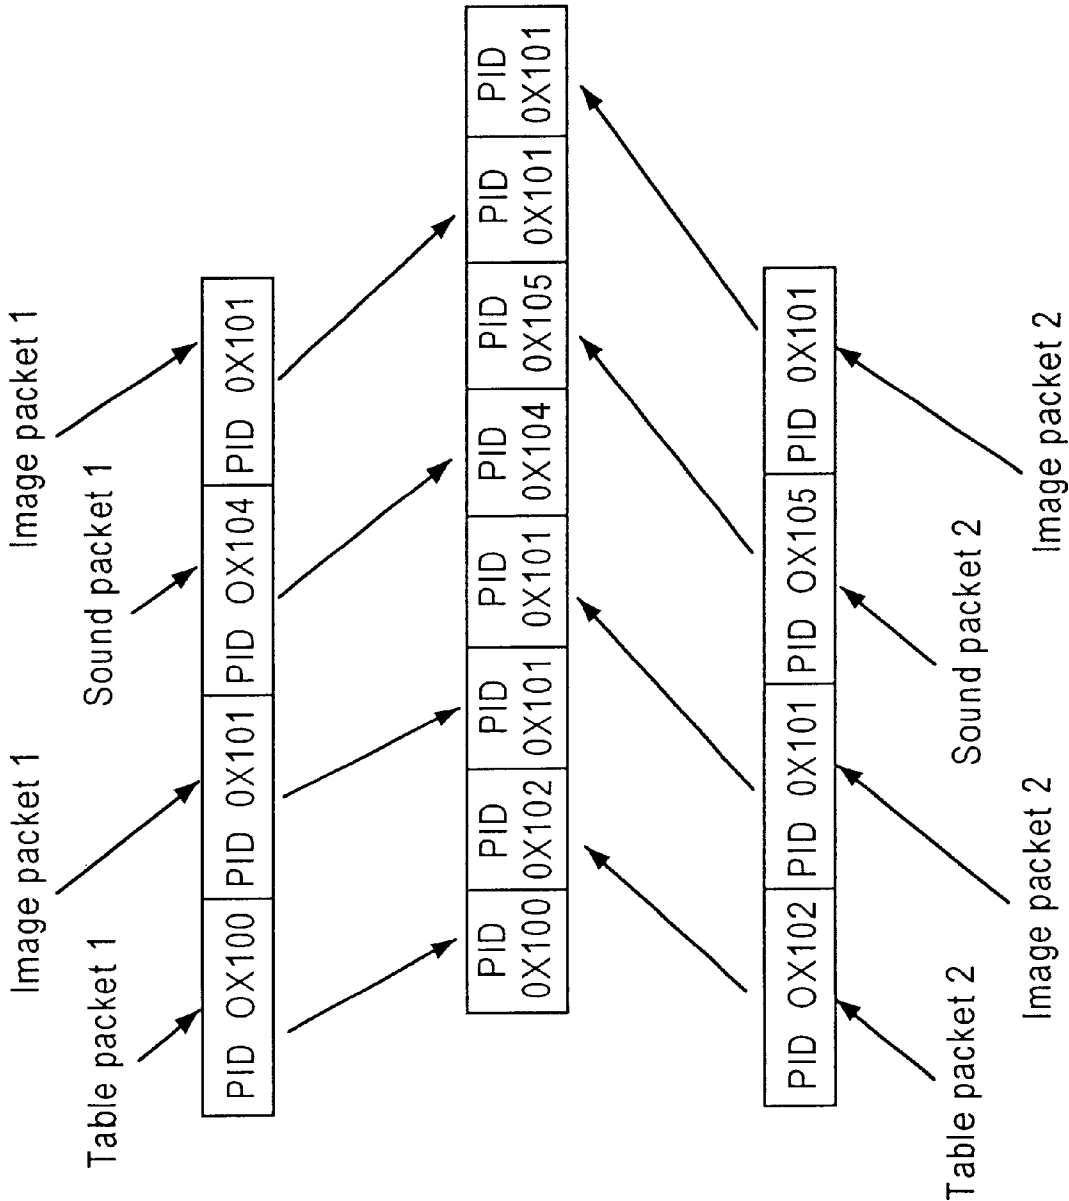 Image packet 1
Image packet 1
Table packet 1
Sound packet 1
PID OX100
PID 0X101
PID OX104
PID 0X101
PID
0X100
PID
0X102
PID
0X101
PID
0X101
PID
0X104
PID
0X105
PID
0X101
PID
0X101
PID OX102
PID 0X101
PID OX105
PID 0X101
Table packet 2
Sound packet 2
Image packet 2
Image packet 2